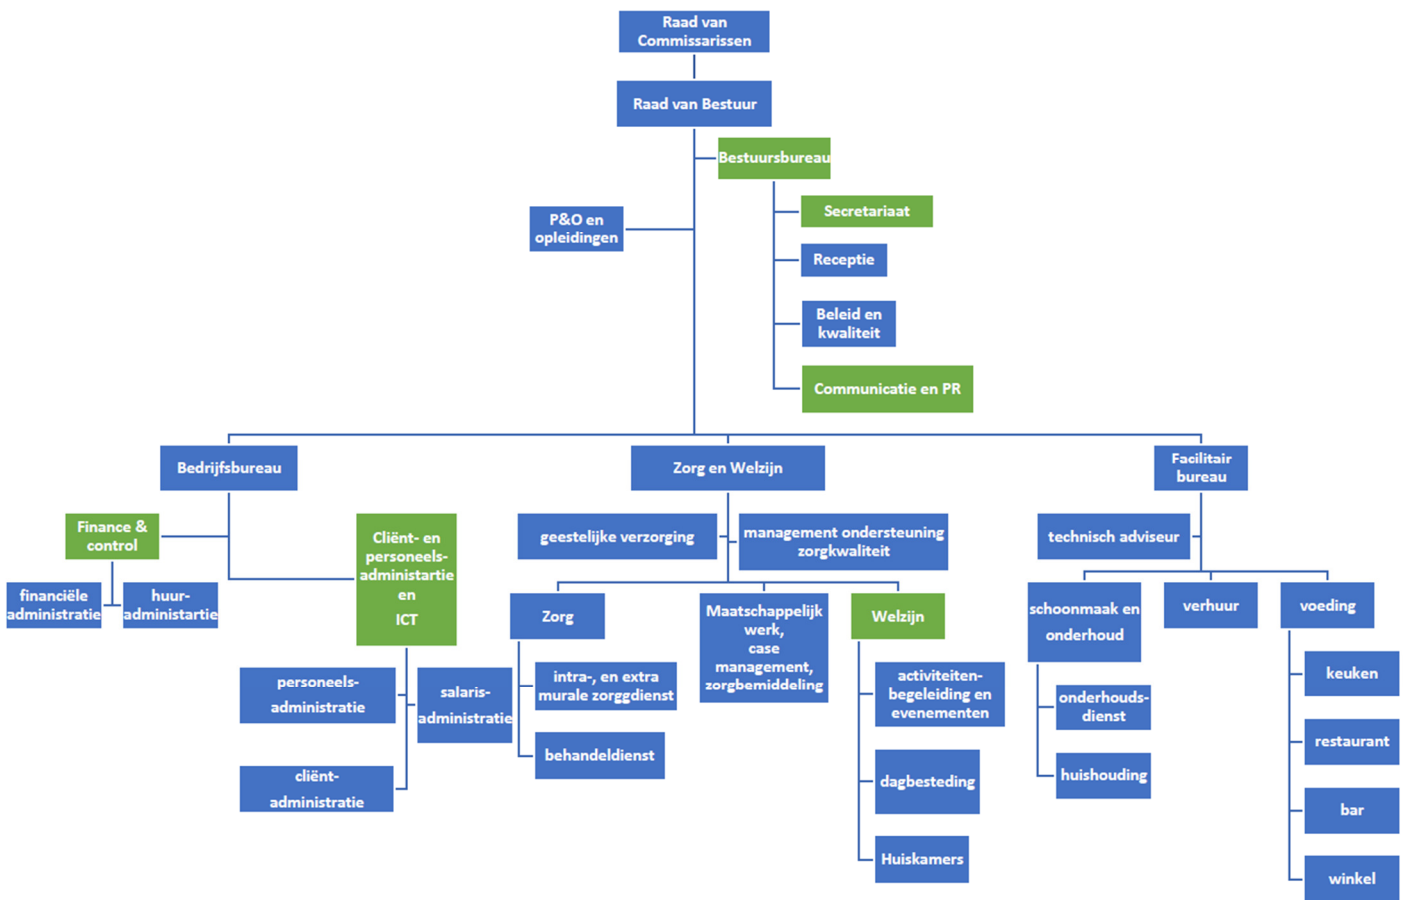 Raad van
Commissarissen
Raad van Bestuur
Bestuursbureau
Secretariaat
P&O en
opleidingen
Receptie
Beleid en
kwaliteit
Communicatie en PR
Bedrijfsbureau
Zorg en Welzijn
Facilitair
bureau
Finance &
control
financiële
administratie
huur-
administartie
Cliënt- en
personeels-
administartie
en
ICT
personeels-
administratie
salaris-
administratie
cliënt-
administratie
geestelijke verzorging
management ondersteuning
zorgkwaliteit
Zorg
intra-, en extra
murale zorggdienst
behandeldienst
Maatschappelijk
werk,
case
management,
zorgbemiddeling
Welzijn
activiteiten-
begeleiding en
evenementen
dagbesteding
Huiskamers
technisch adviseur
schoonmaak en
onderhoud
onderhouds-
dienst
huishouding
verhuur
voeding
keuken
restaurant
bar
winkel